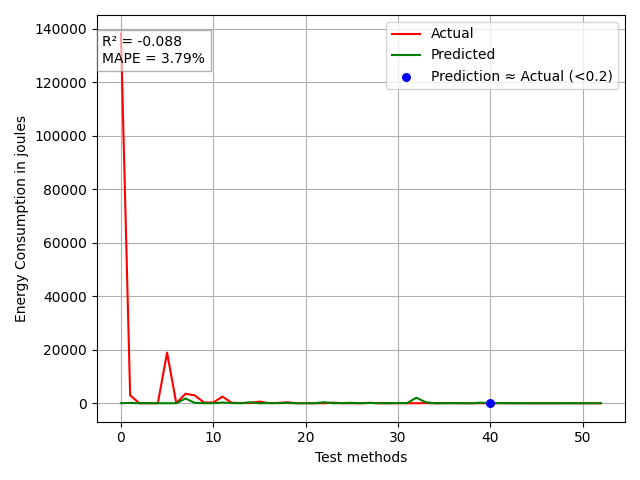 R² = -0.088
MAPE = 3.79%
Actual
Predicted
Prediction ≈ Actual (<0.2)
140000
120000
100000
80000
60000
40000
20000
0
Energy Consumption in joules
0 10 20 30 40 50
Test methods